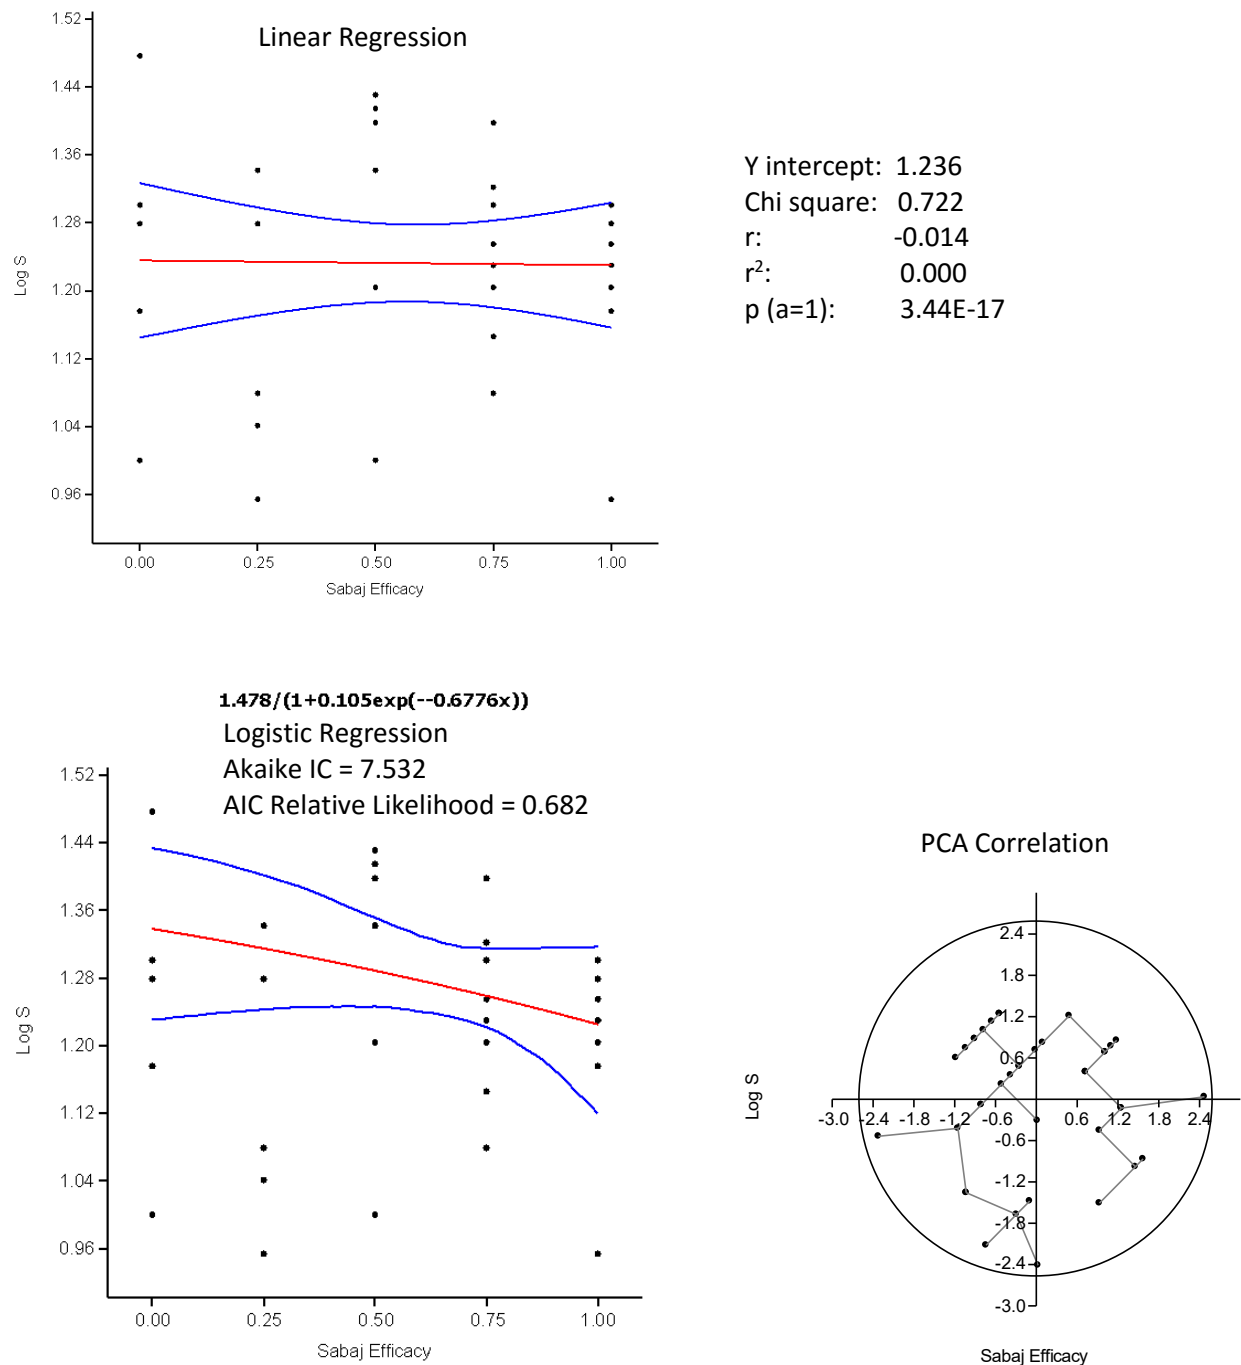 Linear Regression
1.52
1.44
1.36
1.28
1.20
1.12
1.04
0.96
Log S
0.00 0.25 0.50 0.75 1.00
Sabaj Efficacy
Y intercept: 1.236
Chi square: 0.722
r: -0.014
r²: 0.000
p (a=1): 3.44E-17
1.478/(1+0.105exp(--0.6776x))
Logistic Regression
Akaike IC = 7.532
AIC Relative Likelihood = 0.682
1.52
1.44
1.36
1.28
1.20
1.12
1.04
0.96
Log S
0.00 0.25 0.50 0.75 1.00
Sabaj Efficacy
PCA Correlation
2.4
1.8
1.2
0.6
-3.0 -2.4 -1.8 -1.2 -0.6 0.6 1.2 1.8 2.4
-0.6
-1.2
-1.8
-2.4
-3.0
Log S
Sabaj Efficacy